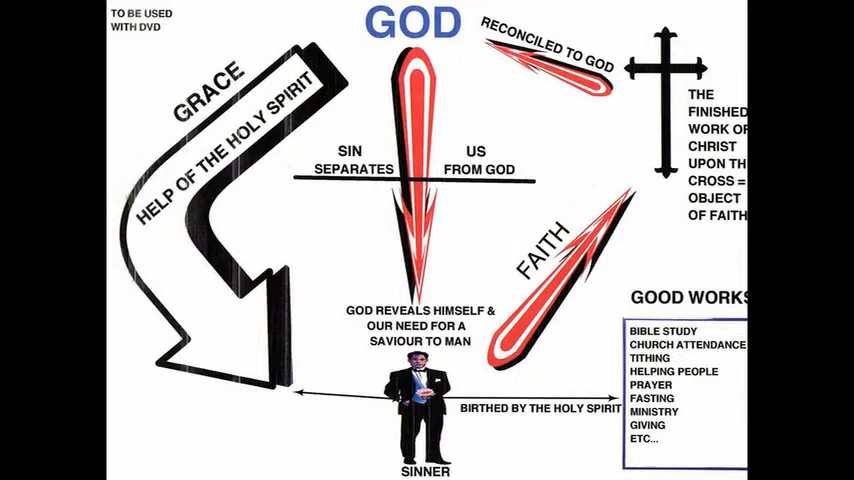 TO BE USED
WITH DVD
GOD
RECONCILED TO GOD
GRACE
HELP OF THE HOLY SPIRIT
SIN
SEPARATES
US
FROM GOD
THE
FINISHED
WORK OF
CHRIST
UPON TH
CROSS =
OBJECT
OF FAITH
FAITH
GOD REVEALS HIMSELF &
OUR NEED FOR A
SAVIOUR TO MAN
GOOD WORKS
BIBLE STUDY
CHURCH ATTENDANCE
TITHING
HELPING PEOPLE
PRAYER
FASTING
MINISTRY
GIVING
ETC...
BIRTHED BY THE HOLY SPIRIT
SINNER